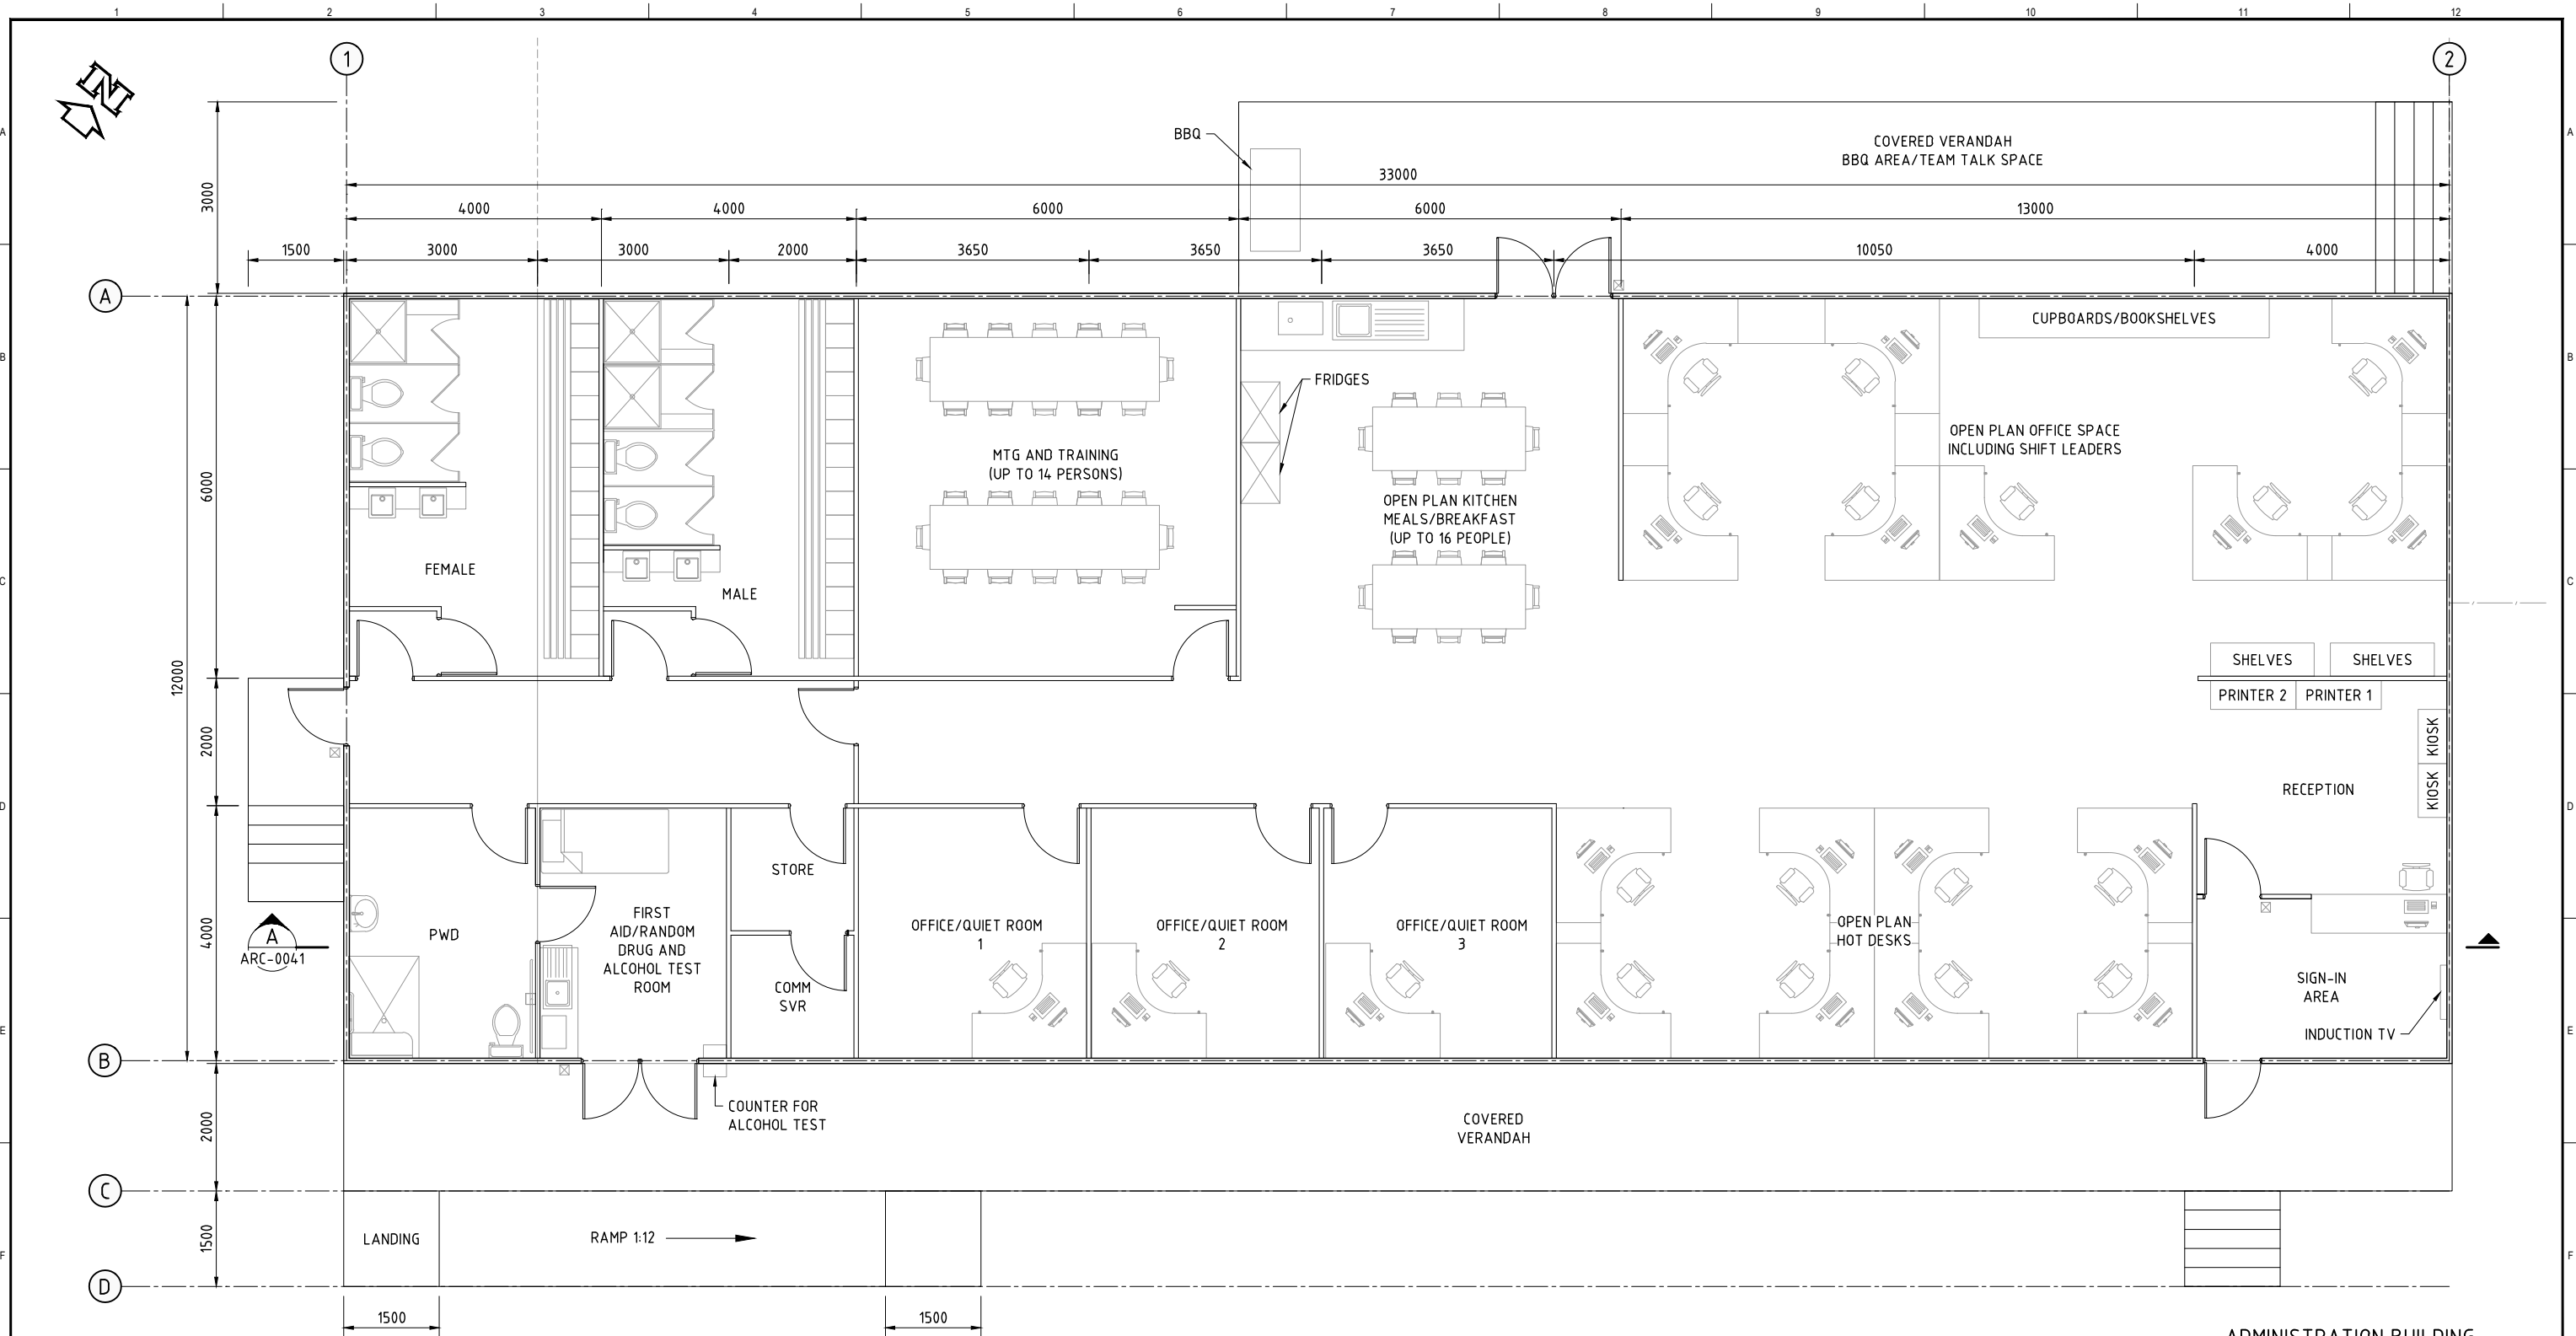 1 2 3 4 5 6 7 8 9 10 11 12
1 2
N
A A
BBQ
COVERED VERANDAH
BBQ AREA/TEAM TALK SPACE
33000
3000
4000 4000 6000 6000 13000
1500 3000 3000 2000 3650 3650 3650 10050 4000
A
CUPBOARDS/BOOKSHELVES
B B
FRIDGES
OPEN PLAN OFFICE SPACE
INCLUDING SHIFT LEADERS
MTG AND TRAINING
(UP TO 14 PERSONS)
6000
OPEN PLAN KITCHEN
MEALS/BREAKFAST
(UP TO 16 PEOPLE)
FEMALE
C C
MALE
12000
SHELVES SHELVES
PRINTER 2 PRINTER 1
2000
KIOSK
KIOSK
RECEPTION
D D
STORE
4000
PWD
FIRST
AID/RANDOM
DRUG AND
ALCOHOL TEST
ROOM
OFFICE/QUIET ROOM
1
OFFICE/QUIET ROOM
2
OFFICE/QUIET ROOM
3
OPEN PLAN
HOT DESKS
A
ARC-0041
COMM
SVR
SIGN-IN
AREA
E E
INDUCTION TV
B
COUNTER FOR
ALCOHOL TEST
2000
COVERED
VERANDAH
C
1500
LANDING
RAMP 1:12
F F
D
1500 1500
ADMINISTRATION BUILDING